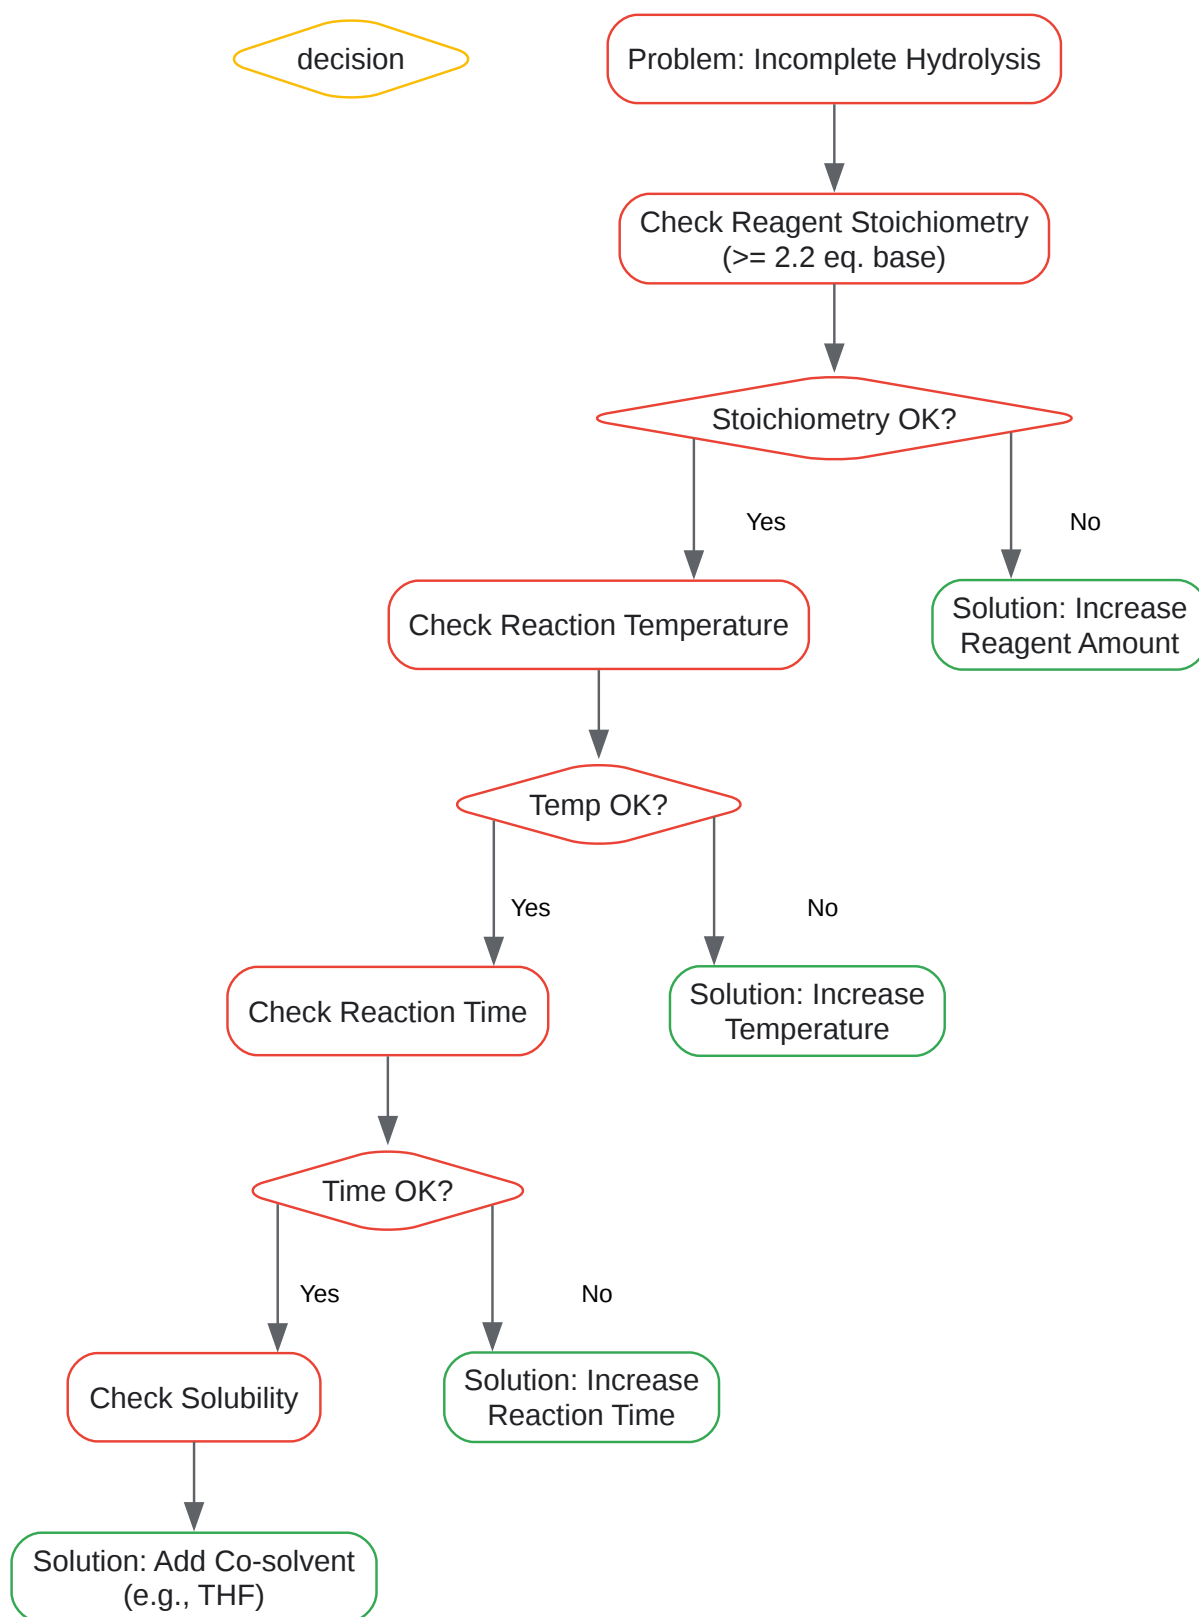 decision
Problem: Incomplete Hydrolysis
Check Reagent Stoichiometry
(>= 2.2 eq. base)
Stoichiometry OK?
Yes
No
Check Reaction Temperature
Solution: Increase
Reagent Amount
Temp OK?
Yes
No
Check Reaction Time
Solution: Increase
Temperature
Time OK?
Yes
No
Check Solubility
Solution: Increase
Reaction Time
Solution: Add Co-solvent
(e.g., THF)